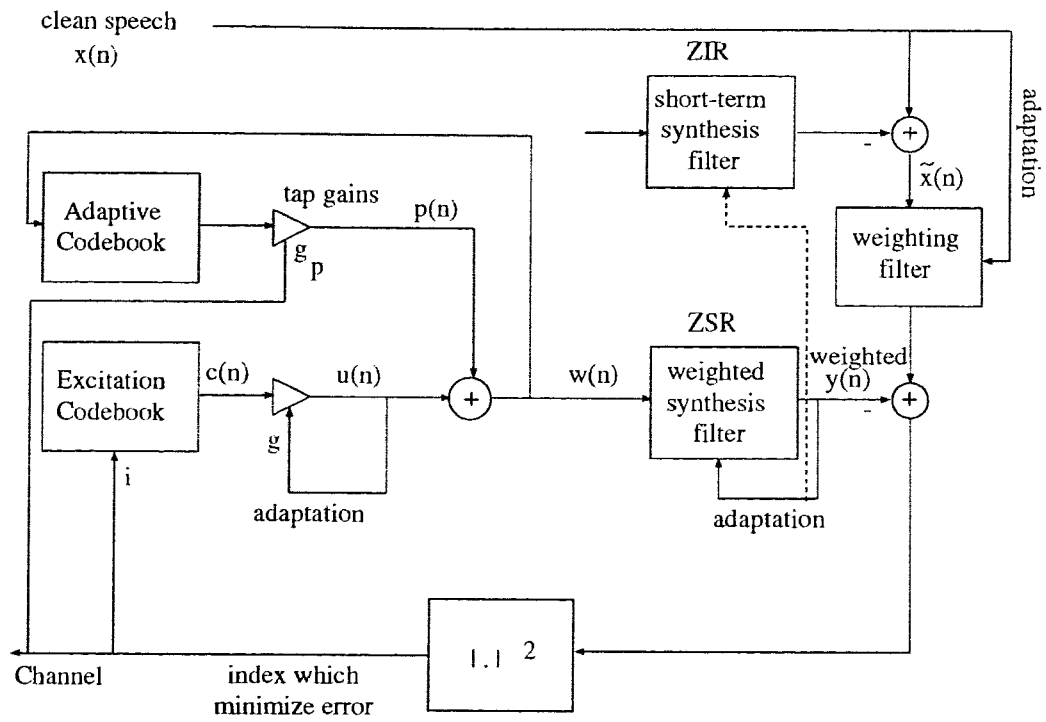 clean speech
x(n)
ZIR
short-term
synthesis
filter
-
+
adaptation
x̃(n)
Adaptive
Codebook
tap gains
g p
p(n)
weighting
filter
ZSR
Excitation
Codebook
c(n)
g
u(n)
+
w(n)
weighted
synthesis
filter
weighted
y(n)
-
+
i
adaptation
adaptation
| . | 2
Channel
index which
minimize error